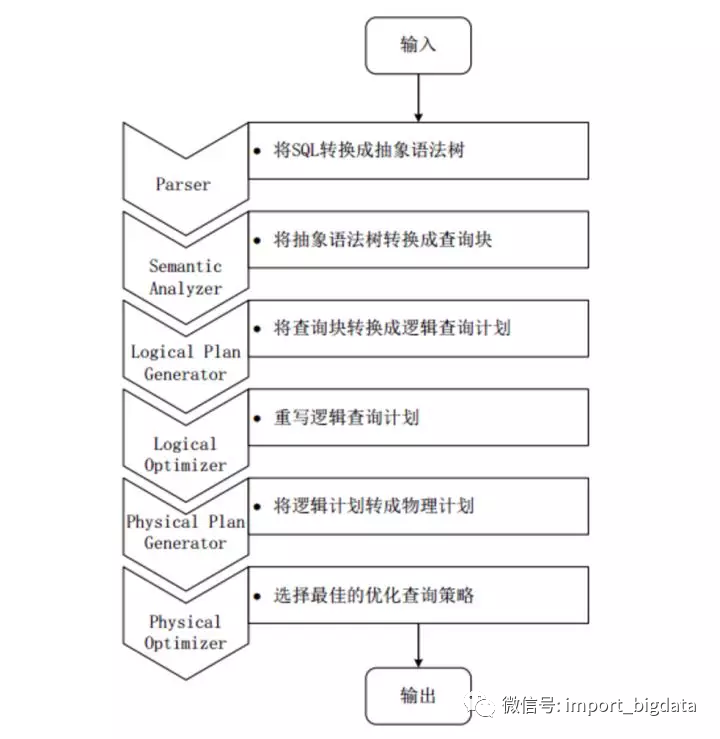 输入
Parser
• 将SQL转换成抽象语法树
Semantic
Analyzer
• 将抽象语法树转换成查询块
Logical Plan
Generator
• 将查询块转换成逻辑查询计划
Logical
Optimizer
• 重写逻辑查询计划
Physical Plan
Generator
• 将逻辑计划转成物理计划
Physical
Optimizer
• 选择最佳的优化查询策略
输出
微信号: import_bigdata